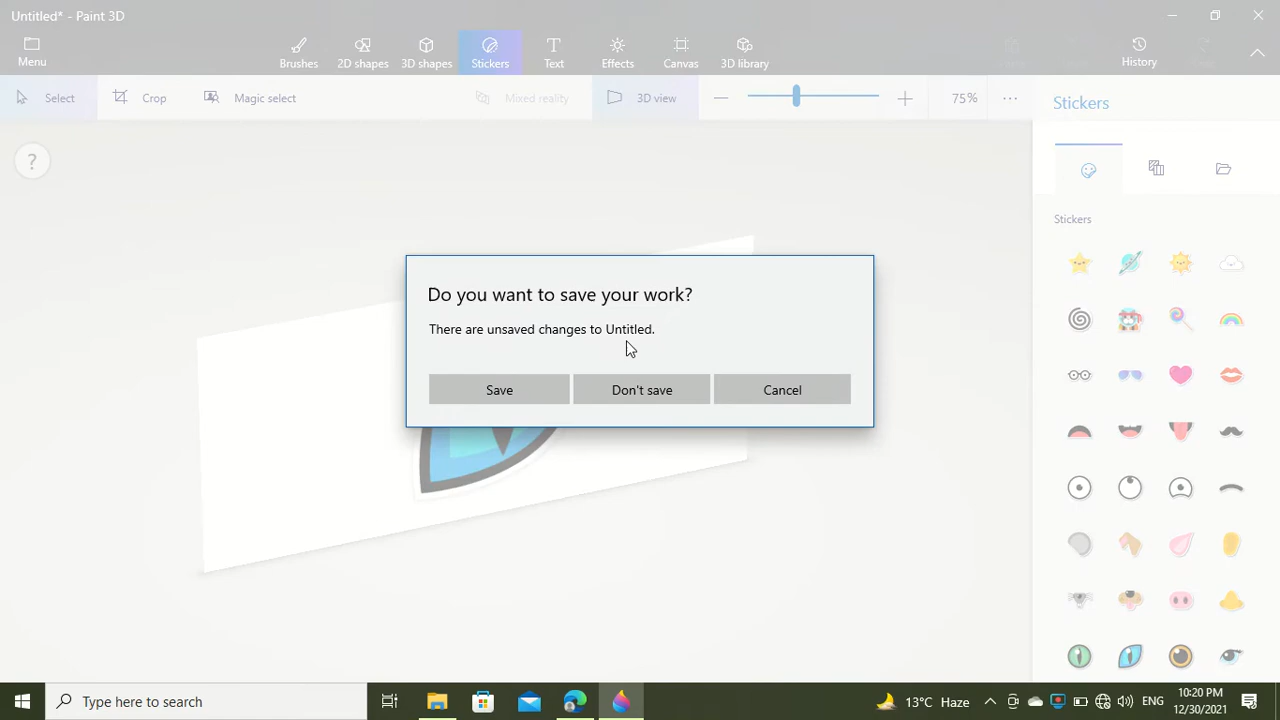 Untitled* - Paint 3D
Menu
Brushes
2D shapes
3D shapes
Stickers
Text
Effects
Canvas
3D library
History
Select
Crop
Magic select
Mixed reality
3D view
75%
Stickers
?
Stickers
Do you want to save your work?
There are unsaved changes to Untitled.
Save
Don't save
Cancel
Type here to search
13°C Haze
ENG
10:20 PM
12/30/2021